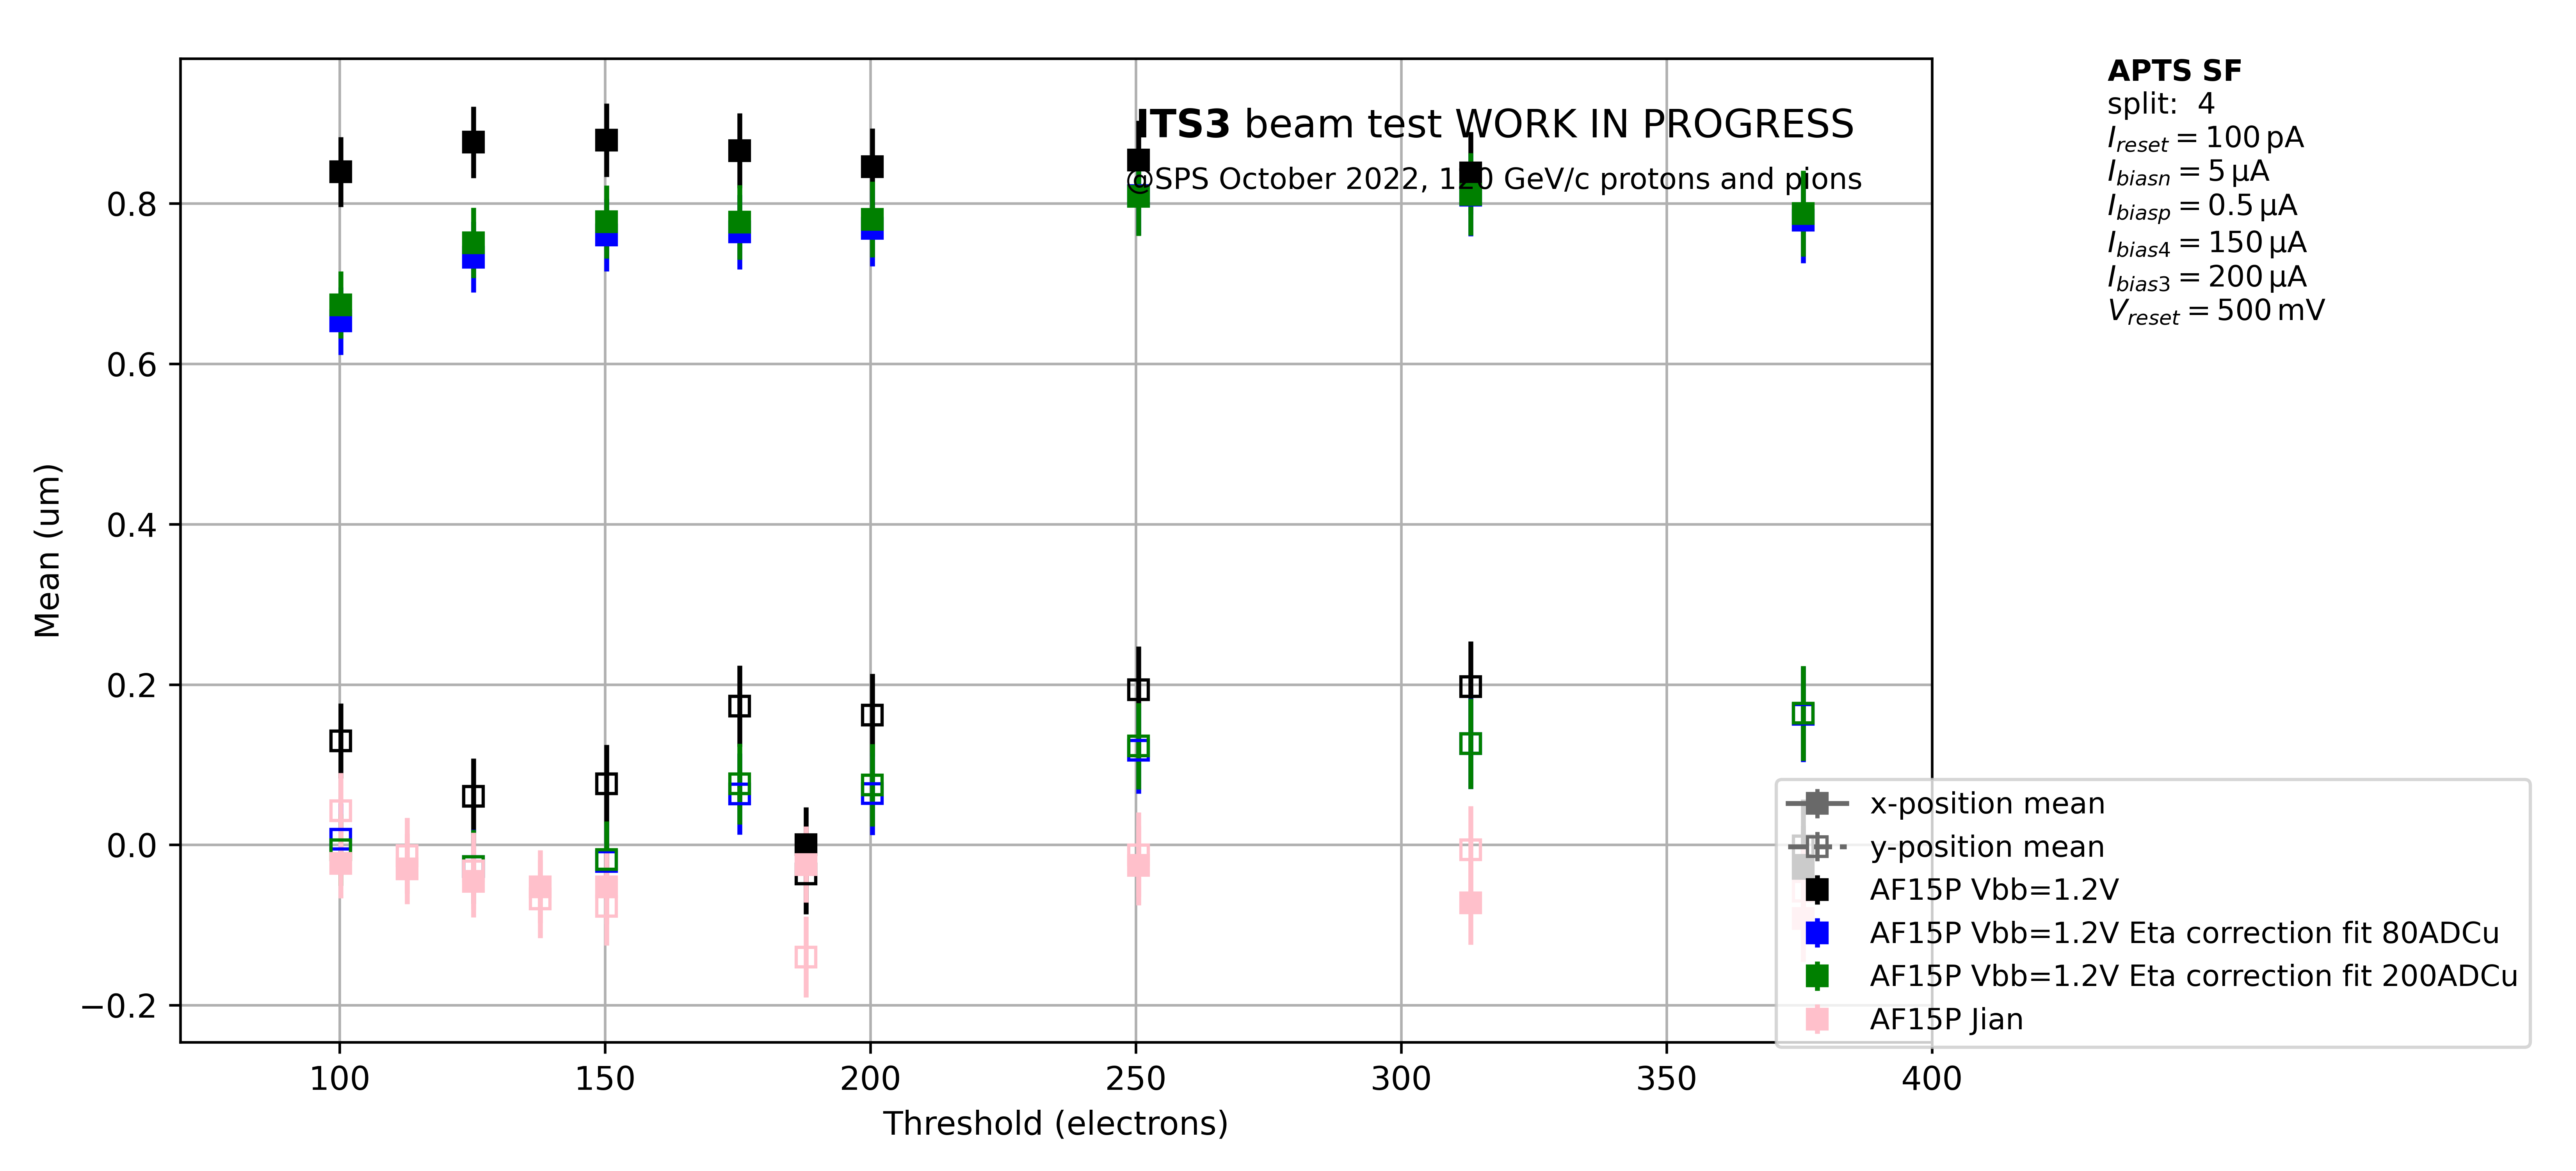 ITS3 beam test WORK IN PROGRESS
@SPS October 2022, 120 GeV/c protons and pions
APTS SF
split: 4
I_reset = 100 pA
I_biasn = 5 µA
I_biasp = 0.5 µA
I_bias4 = 150 µA
I_bias3 = 200 µA
V_reset = 500 mV
Mean (um)
0.8
0.6
0.4
0.2
0.0
−0.2
100 150 200 250 300 350 400
Threshold (electrons)
x-position mean
y-position mean
AF15P Vbb=1.2V
AF15P Vbb=1.2V Eta correction fit 80ADCu
AF15P Vbb=1.2V Eta correction fit 200ADCu
AF15P Jian